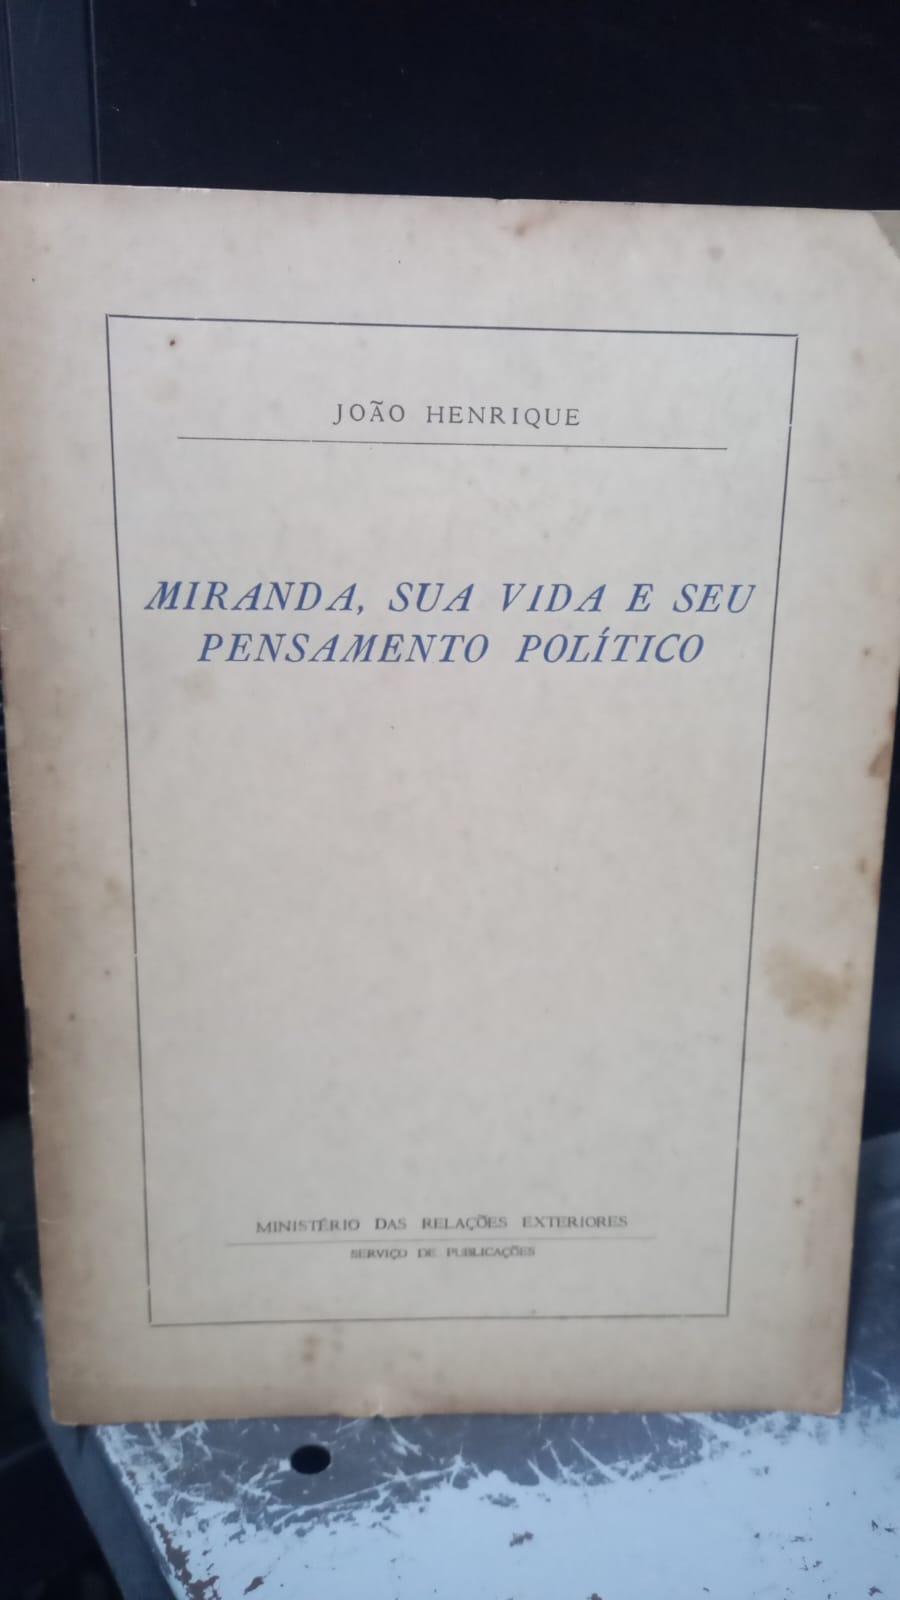 JOÃO HENRIQUE
MIRANDA, SUA VIDA E SEU
PENSAMENTO POLÍTICO
MINISTÉRIO DAS RELAÇÕES EXTERIORES
SERVIÇO DE PUBLICAÇÕES